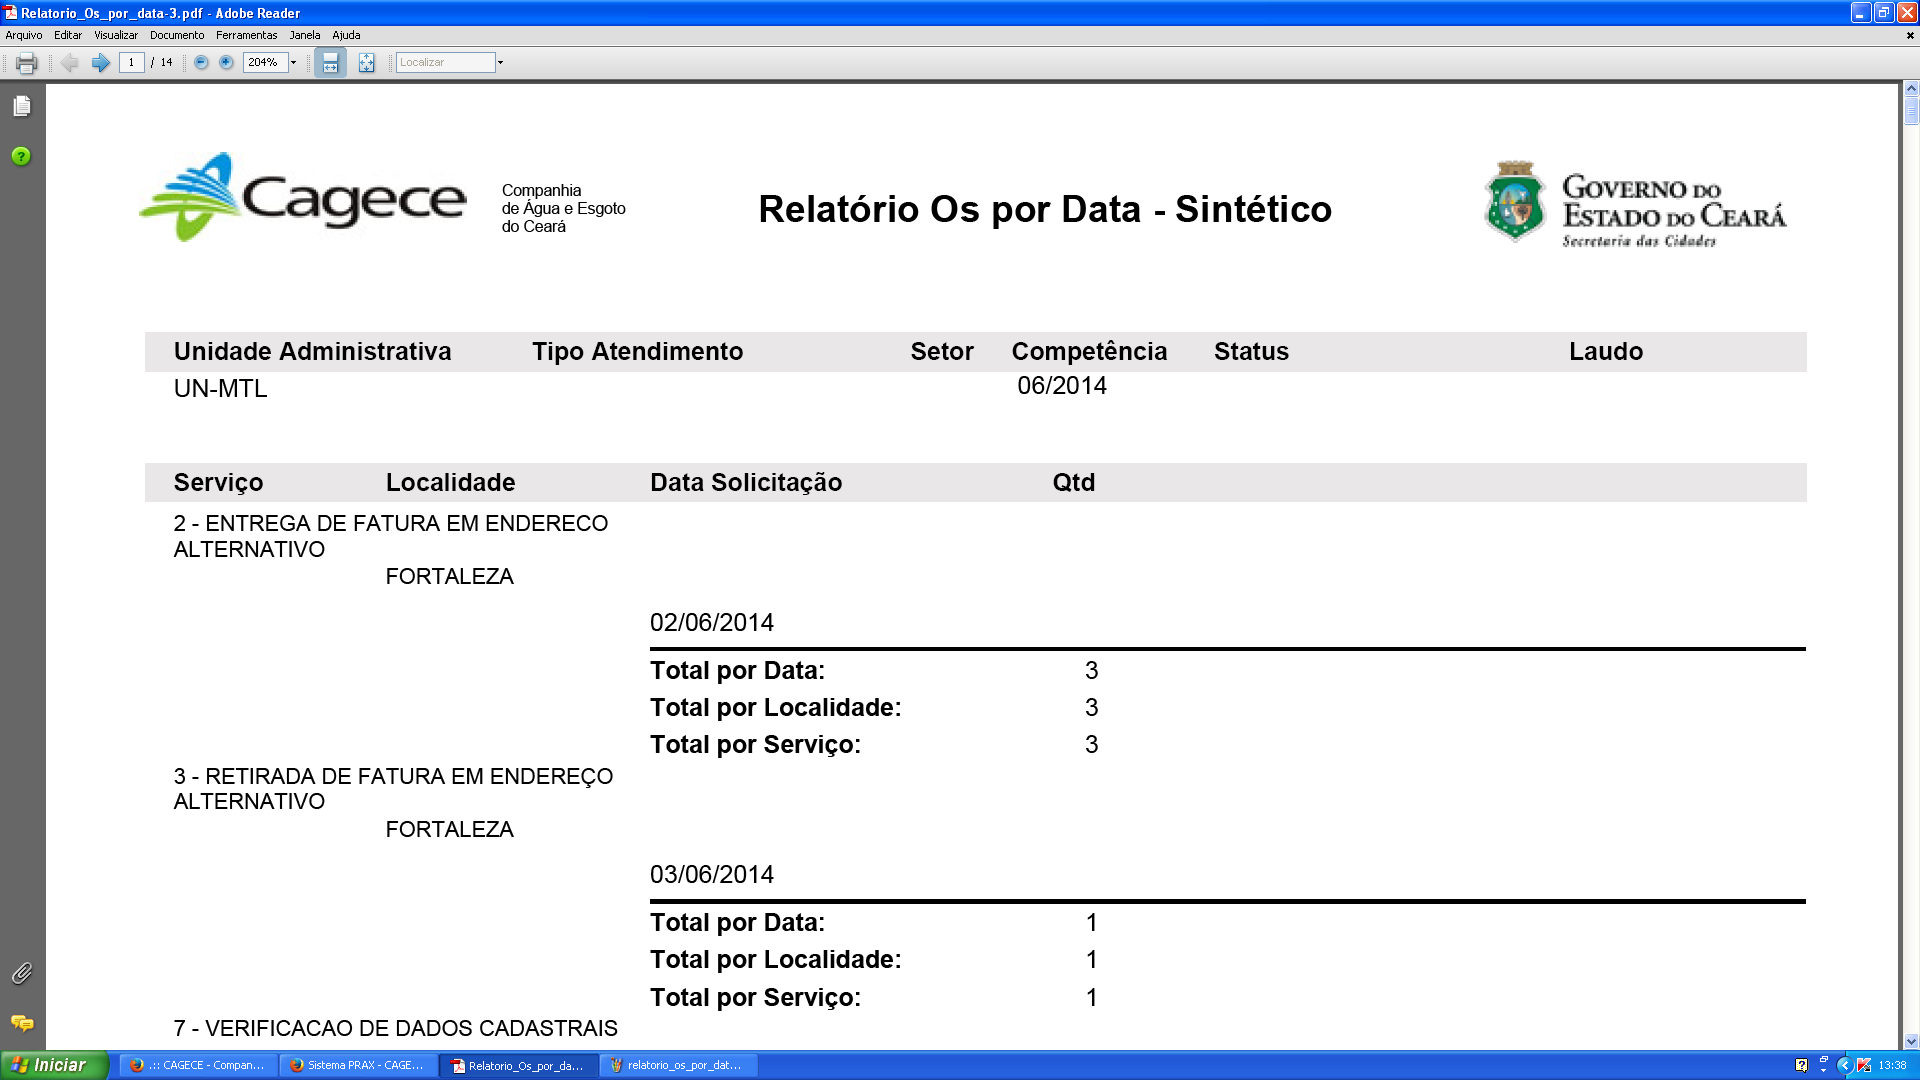 Relatorio_Os_por_data-3.pdf - Adobe Reader
Arquivo Editar Visualizar Documento Ferramentas Janela Ajuda
1 / 14 204% Localizar
Cagece
Companhia
de Água e Esgoto
do Ceará
Relatório Os por Data - Sintético
GOVERNO DO
ESTADO DO CEARÁ
Secretaria das Cidades
Unidade Administrativa Tipo Atendimento Setor Competência Status Laudo
UN-MTL 06/2014
Serviço Localidade Data Solicitação Qtd
2 - ENTREGA DE FATURA EM ENDERECO
ALTERNATIVO
FORTALEZA
02/06/2014
Total por Data: 3
Total por Localidade: 3
Total por Serviço: 3
3 - RETIRADA DE FATURA EM ENDEREÇO
ALTERNATIVO
FORTALEZA
03/06/2014
Total por Data: 1
Total por Localidade: 1
Total por Serviço: 1
7 - VERIFICACAO DE DADOS CADASTRAIS
Iniciar .:: CAGECE - Compan... Sistema PRAX - CAGE... Relatorio_Os_por_da... relatorio_os_por_dat... 13:38